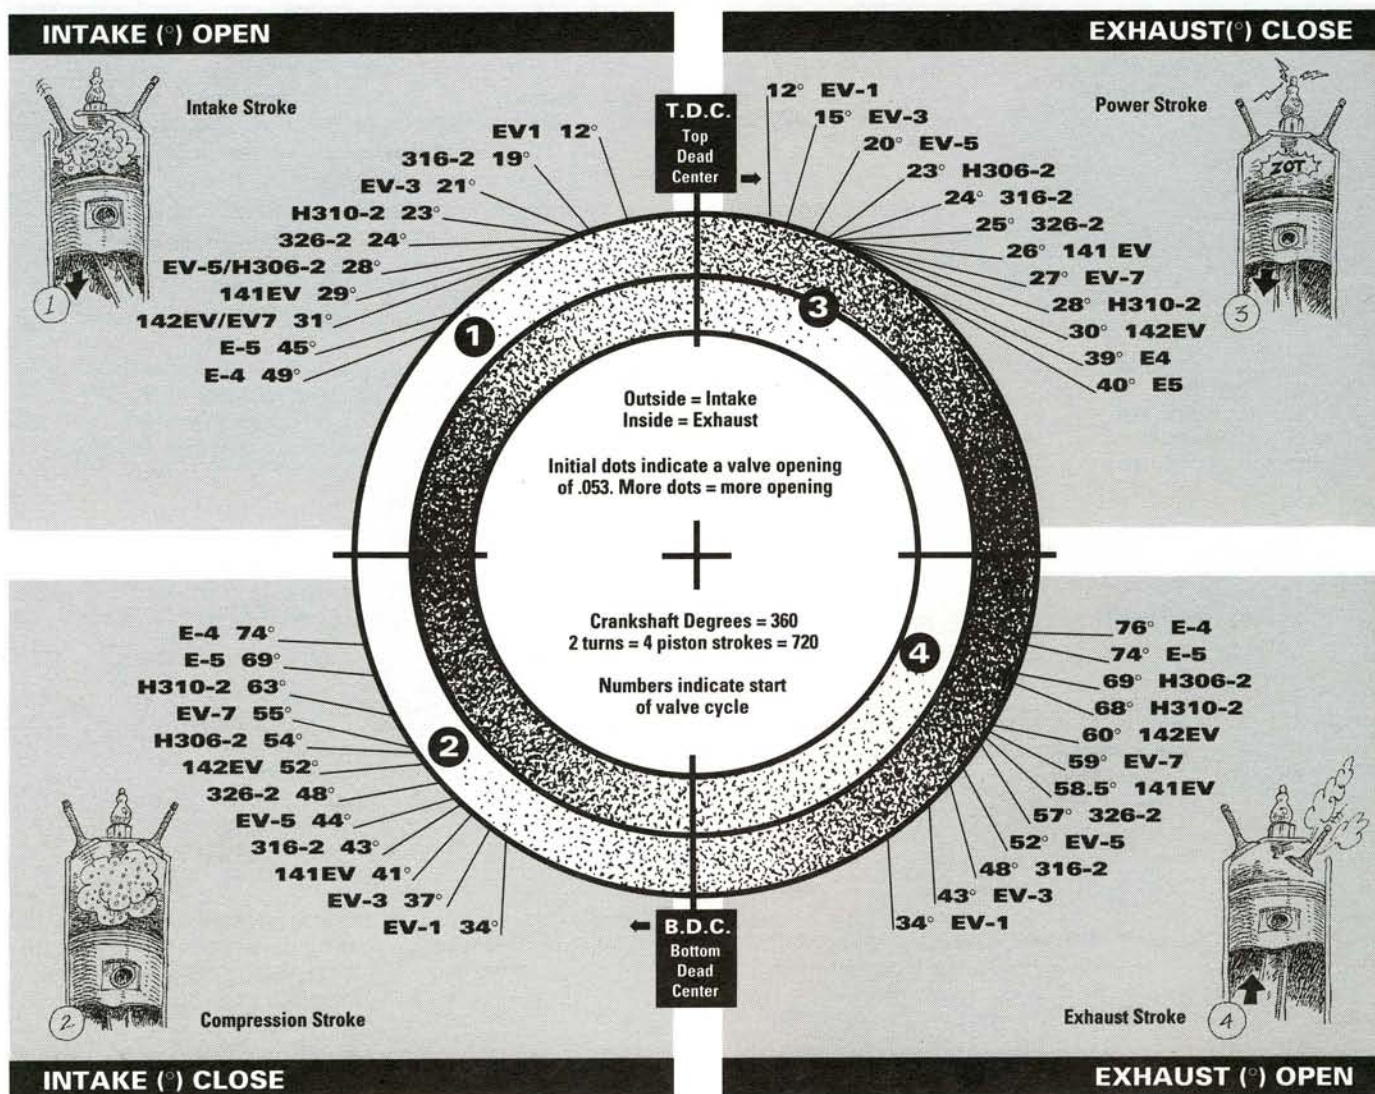 INTAKE (°) OPEN
EXHAUST(°) CLOSE
Intake Stroke
EV1 12°
316-2 19°
EV-3 21°
H310-2 23°
326-2 24°
EV-5/H306-2 28°
141EV 29°
142EV/EV7 31°
E-5 45°
E-4 49°
1
T.D.C.
Top
Dead
Center
12° EV-1
15° EV-3
20° EV-5
23° H306-2
24° 316-2
25° 326-2
26° 141 EV
27° EV-7
28° H310-2
30° 142EV
39° E4
40° E5
Power Stroke
ZOT
3
1
3
Outside = Intake
Inside = Exhaust
Initial dots indicate a valve opening
of .053. More dots = more opening
Crankshaft Degrees = 360
2 turns = 4 piston strokes = 720
Numbers indicate start
of valve cycle
4
2
E-4 74°
E-5 69°
H310-2 63°
EV-7 55°
H306-2 54°
142EV 52°
326-2 48°
EV-5 44°
316-2 43°
141EV 41°
EV-3 37°
EV-1 34°
2
Compression Stroke
B.D.C.
Bottom
Dead
Center
76° E-4
74° E-5
69° H306-2
68° H310-2
60° 142EV
59° EV-7
58.5° 141EV
57° 326-2
52° EV-5
48° 316-2
43° EV-3
34° EV-1
Exhaust Stroke
4
INTAKE (°) CLOSE
EXHAUST (°) OPEN